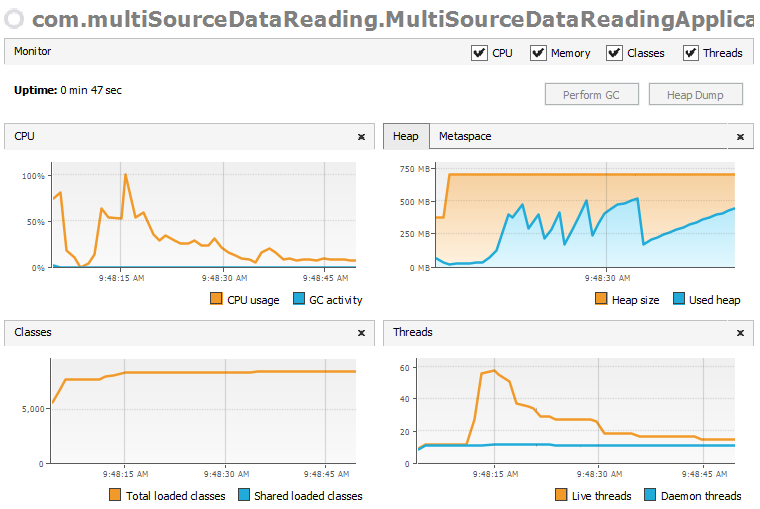 com.multiSourceDataReading.MultiSourceDataReadingApplica
Monitor
CPU Memory Classes Threads
Uptime: 0 min 47 sec
Perform GC Heap Dump
CPU
100%
50%
0%
9:48:15 AM 9:48:30 AM 9:48:45 AM
CPU usage GC activity
Heap Metaspace
750 MB
500 MB
250 MB
0 MB
9:48:30 AM
Heap size Used heap
Classes
5,000
0
9:48:15 AM 9:48:30 AM 9:48:45 AM
Total loaded classes Shared loaded classes
Threads
60
40
20
0
9:48:15 AM 9:48:30 AM 9:48:45 AM
Live threads Daemon threads